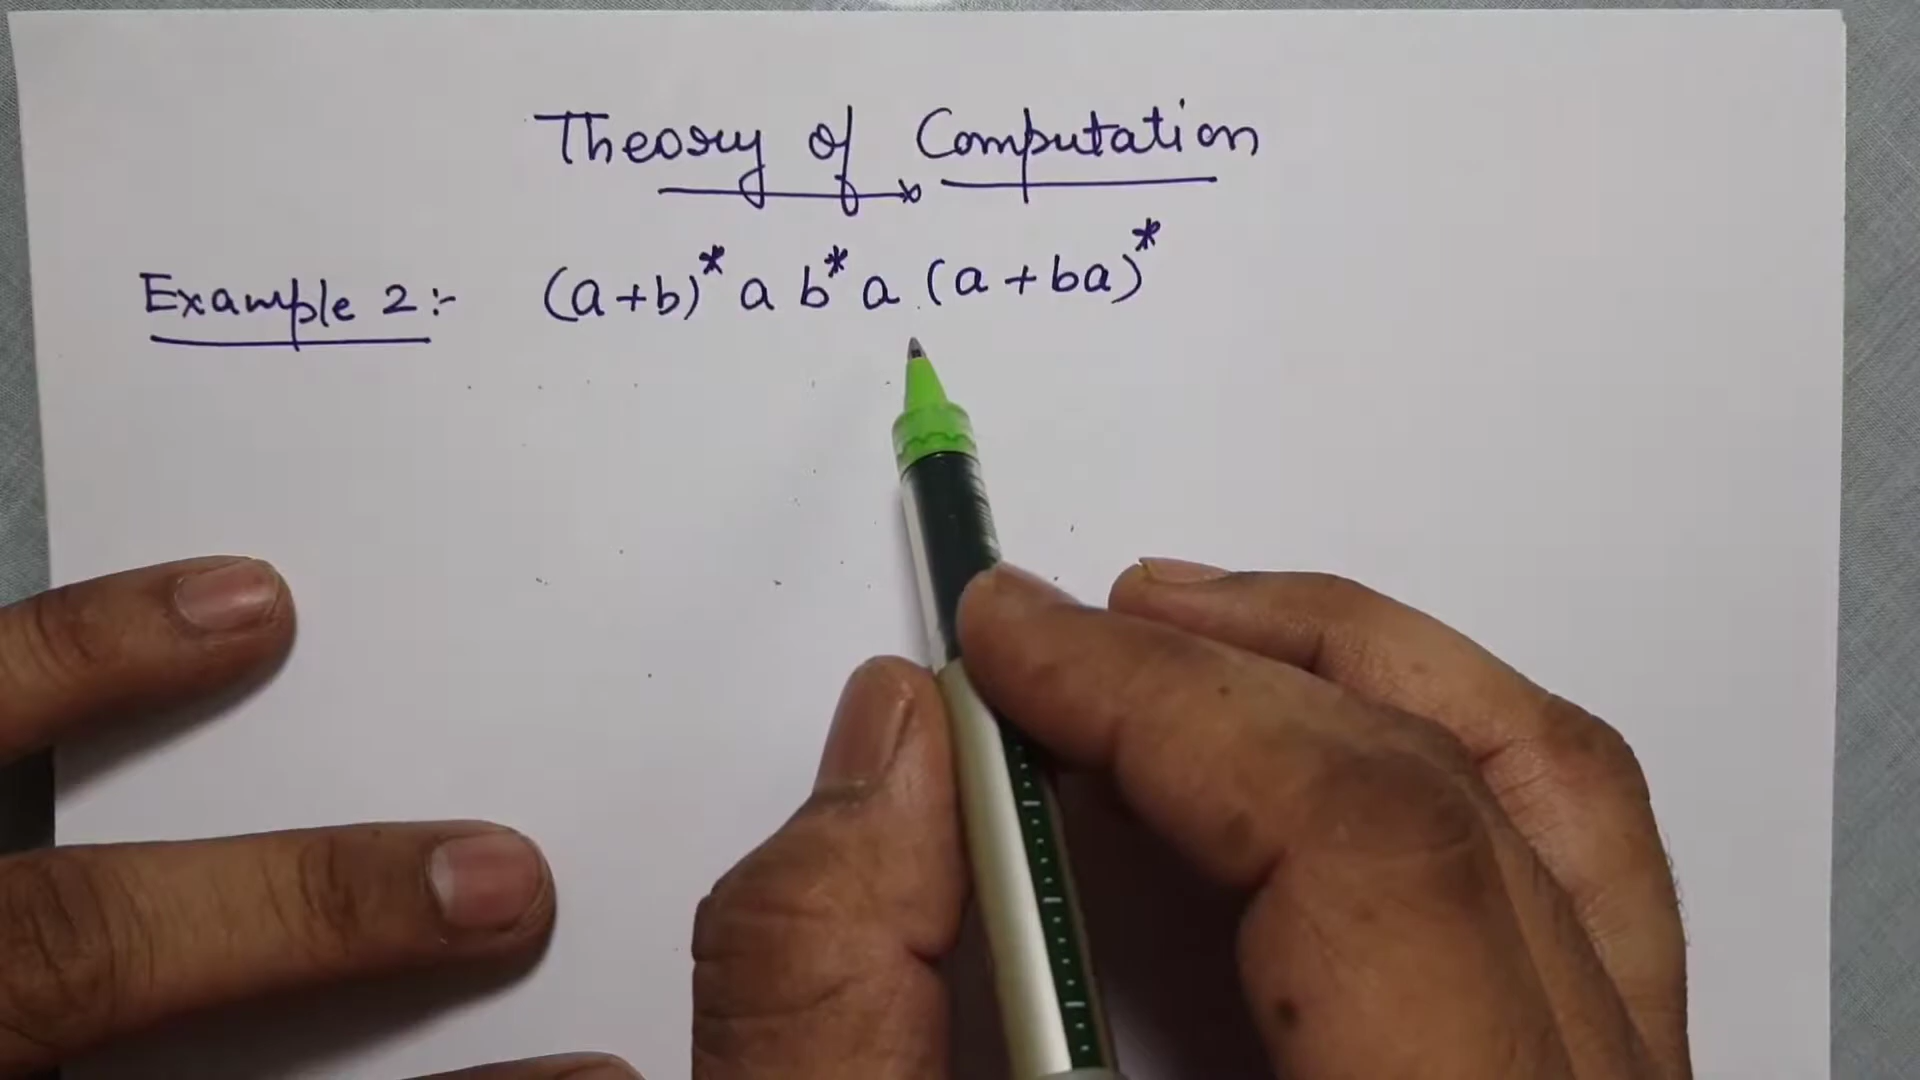 Theory of Computation
Example 2:- (a+b)* a b* a (a+ba)*